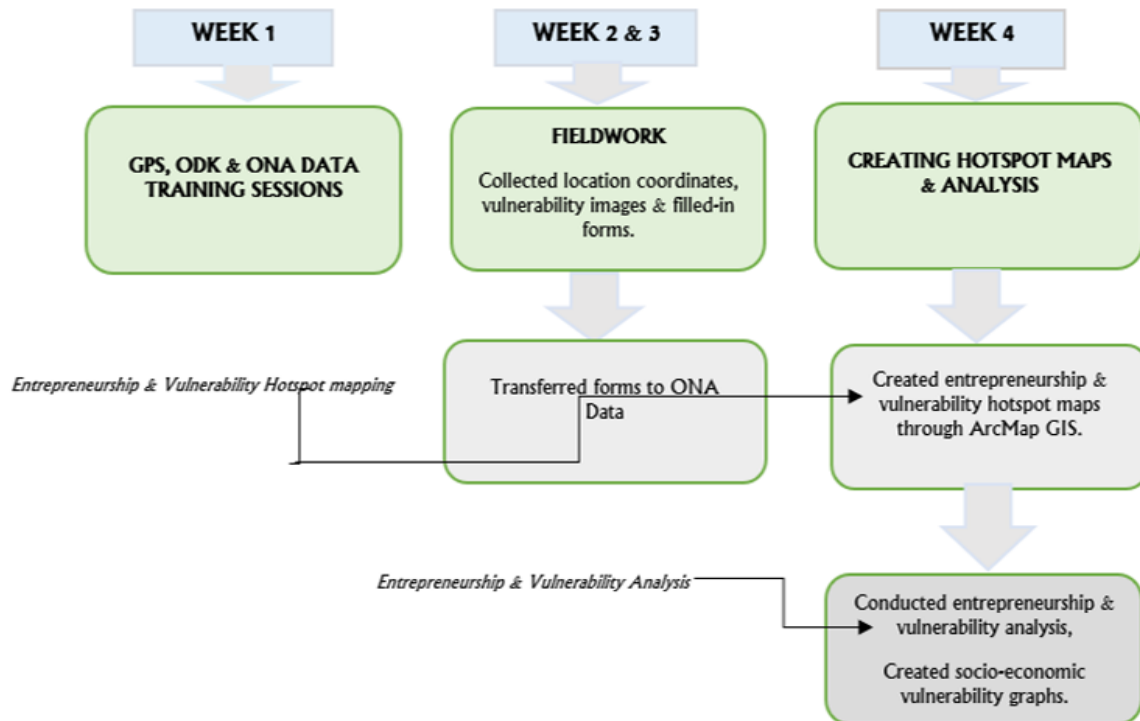 WEEK 1
GPS, ODK & ONA DATA
TRAINING SESSIONS
WEEK 2 & 3
FIELDWORK
Collected location coordinates,
vulnerability images & filled-in
forms.
Transferred forms to ONA
Data
WEEK 4
CREATING HOTSPOT MAPS
& ANALYSIS
Created entrepreneurship &
vulnerability hotspot maps
through ArcMap GIS.
Conducted entrepreneurship &
vulnerability analysis,
Created socio-economic
vulnerability graphs.
Entrepreneurship & Vulnerability Hotspot mapping
Entrepreneurship & Vulnerability Analysis